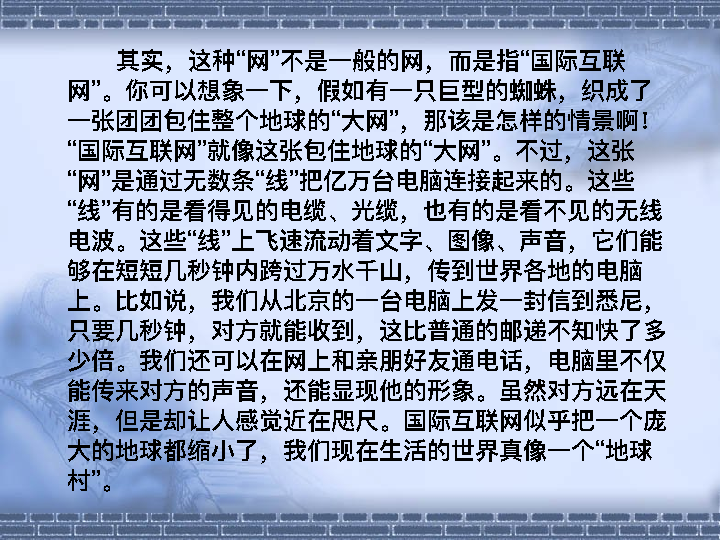 其实，这种“网”不是一般的网，而是指“国际互联
网”。你可以想象一下，假如有一只巨型的蜘蛛，织成了
一张团团包住整个地球的“大网”，那该是怎样的情景啊！
“国际互联网”就像这张包住地球的“大网”。不过，这张
“网”是通过无数条“线”把亿万台电脑连接起来的。这些
“线”有的是看得见的电缆、光缆，也有的是看不见的无线
电波。这些“线”上飞速流动着文字、图像、声音，它们能
够在短短几秒钟内跨过万水千山，传到世界各地的电脑
上。比如说，我们从北京的一台电脑上发一封信到悉尼，
只要几秒钟，对方就能收到，这比普通的邮递不知快了多
少倍。我们还可以在网上和亲朋好友通电话，电脑里不仅
能传来对方的声音，还能显现他的形象。虽然对方远在天
涯，但是却让人感觉近在咫尺。国际互联网似乎把一个庞
大的地球都缩小了，我们现在生活的世界真像一个“地球
村”。